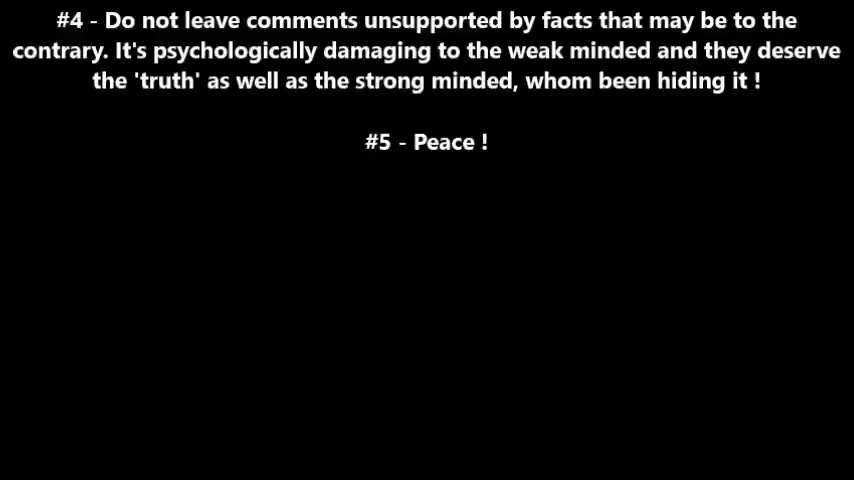 #4 - Do not leave comments unsupported by facts that may be to the
contrary. It's psychologically damaging to the weak minded and they deserve
the 'truth' as well as the strong minded, whom been hiding it !
#5 - Peace !